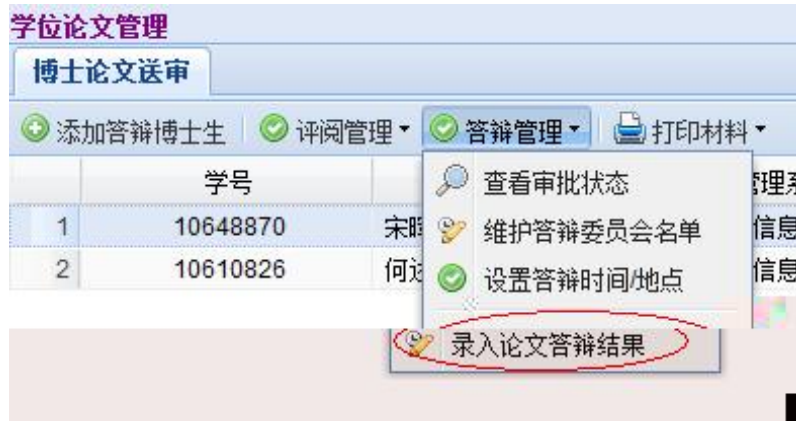 学位论文管理
博士论文送审
添加答辩博士生 评阅管理 答辩管理 打印材料
学号
查看审批状态
1 10648870 宋
维护答辩委员会名单
信息
2 10610826 何
设置答辩时间/地点
信息
录入论文答辩结果